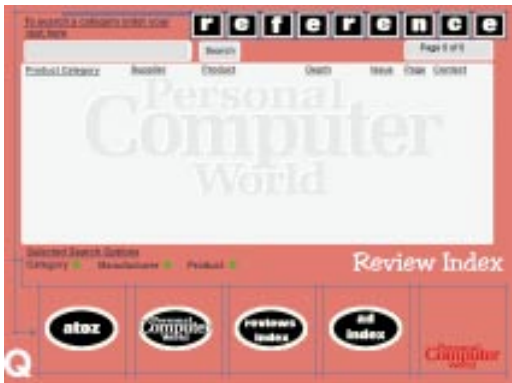 To search a category enter your
text here
reference
Search
Page 0 of 0
Product Category Supplier Product Depth Issue Page Contact
Personal
Computer
World
Selected Search Options
Category Manufacturer Product
Review Index
atoz
Personal
Computer
World
reviews
index
ad
index
Personal
Computer
World
Q